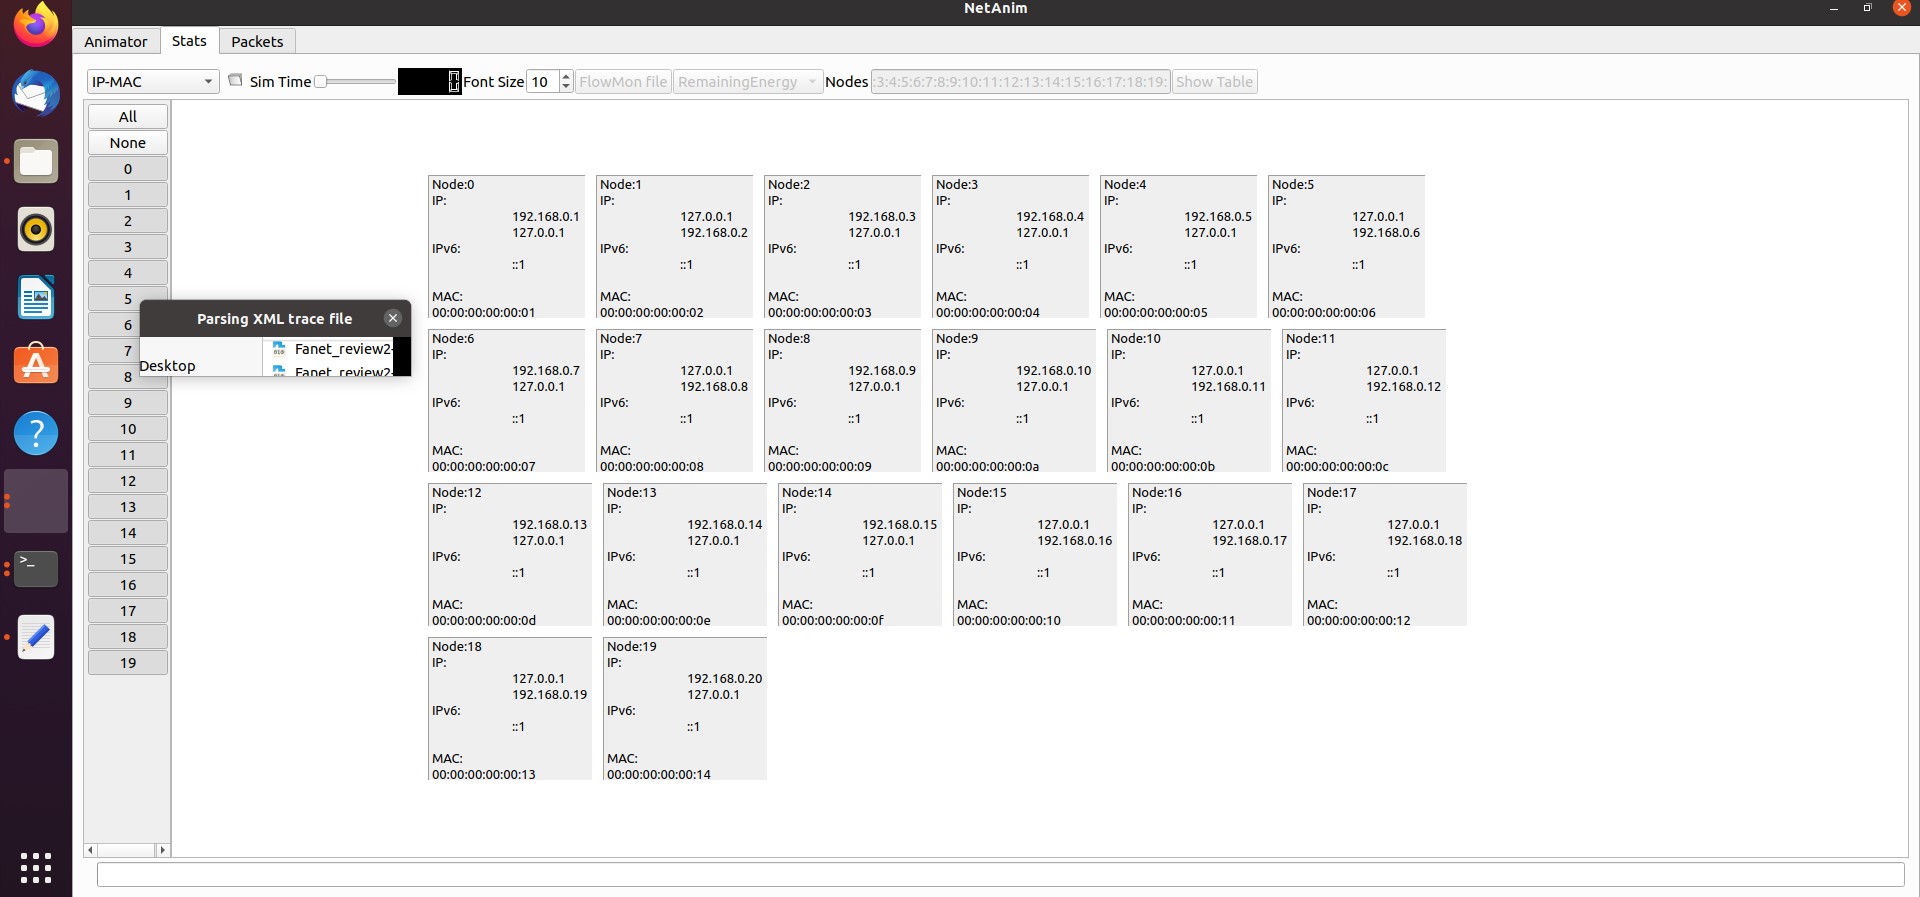 NetAnim
Animator Stats Packets
IP-MAC Sim Time 0 Font Size 10 FlowMon file RemainingEnergy Nodes :3:4:5:6:7:8:9:10:11:12:13:14:15:16:17:18:19: Show Table
All
None
0
1
2
3
4
5
6
7
8
9
10
11
12
13
14
15
16
17
18
19
Parsing XML trace file
Fanet_review2-
Desktop
Fanet_review2-
Node:0
IP:
192.168.0.1
127.0.0.1
IPv6:
::1
MAC:
00:00:00:00:00:01
Node:1
IP:
127.0.0.1
192.168.0.2
IPv6:
::1
MAC:
00:00:00:00:00:02
Node:2
IP:
192.168.0.3
127.0.0.1
IPv6:
::1
MAC:
00:00:00:00:00:03
Node:3
IP:
192.168.0.4
127.0.0.1
IPv6:
::1
MAC:
00:00:00:00:00:04
Node:4
IP:
192.168.0.5
127.0.0.1
IPv6:
::1
MAC:
00:00:00:00:00:05
Node:5
IP:
127.0.0.1
192.168.0.6
IPv6:
::1
MAC:
00:00:00:00:00:06
Node:6
IP:
192.168.0.7
127.0.0.1
IPv6:
::1
MAC:
00:00:00:00:00:07
Node:7
IP:
127.0.0.1
192.168.0.8
IPv6:
::1
MAC:
00:00:00:00:00:08
Node:8
IP:
192.168.0.9
127.0.0.1
IPv6:
::1
MAC:
00:00:00:00:00:09
Node:9
IP:
192.168.0.10
127.0.0.1
IPv6:
::1
MAC:
00:00:00:00:00:0a
Node:10
IP:
127.0.0.1
192.168.0.11
IPv6:
::1
MAC:
00:00:00:00:00:0b
Node:11
IP:
127.0.0.1
192.168.0.12
IPv6:
::1
MAC:
00:00:00:00:00:0c
Node:12
IP:
192.168.0.13
127.0.0.1
IPv6:
::1
MAC:
00:00:00:00:00:0d
Node:13
IP:
192.168.0.14
127.0.0.1
IPv6:
::1
MAC:
00:00:00:00:00:0e
Node:14
IP:
192.168.0.15
127.0.0.1
IPv6:
::1
MAC:
00:00:00:00:00:0f
Node:15
IP:
127.0.0.1
192.168.0.16
IPv6:
::1
MAC:
00:00:00:00:00:10
Node:16
IP:
127.0.0.1
192.168.0.17
IPv6:
::1
MAC:
00:00:00:00:00:11
Node:17
IP:
127.0.0.1
192.168.0.18
IPv6:
::1
MAC:
00:00:00:00:00:12
Node:18
IP:
127.0.0.1
192.168.0.19
IPv6:
::1
MAC:
00:00:00:00:00:13
Node:19
IP:
192.168.0.20
127.0.0.1
IPv6:
::1
MAC:
00:00:00:00:00:14